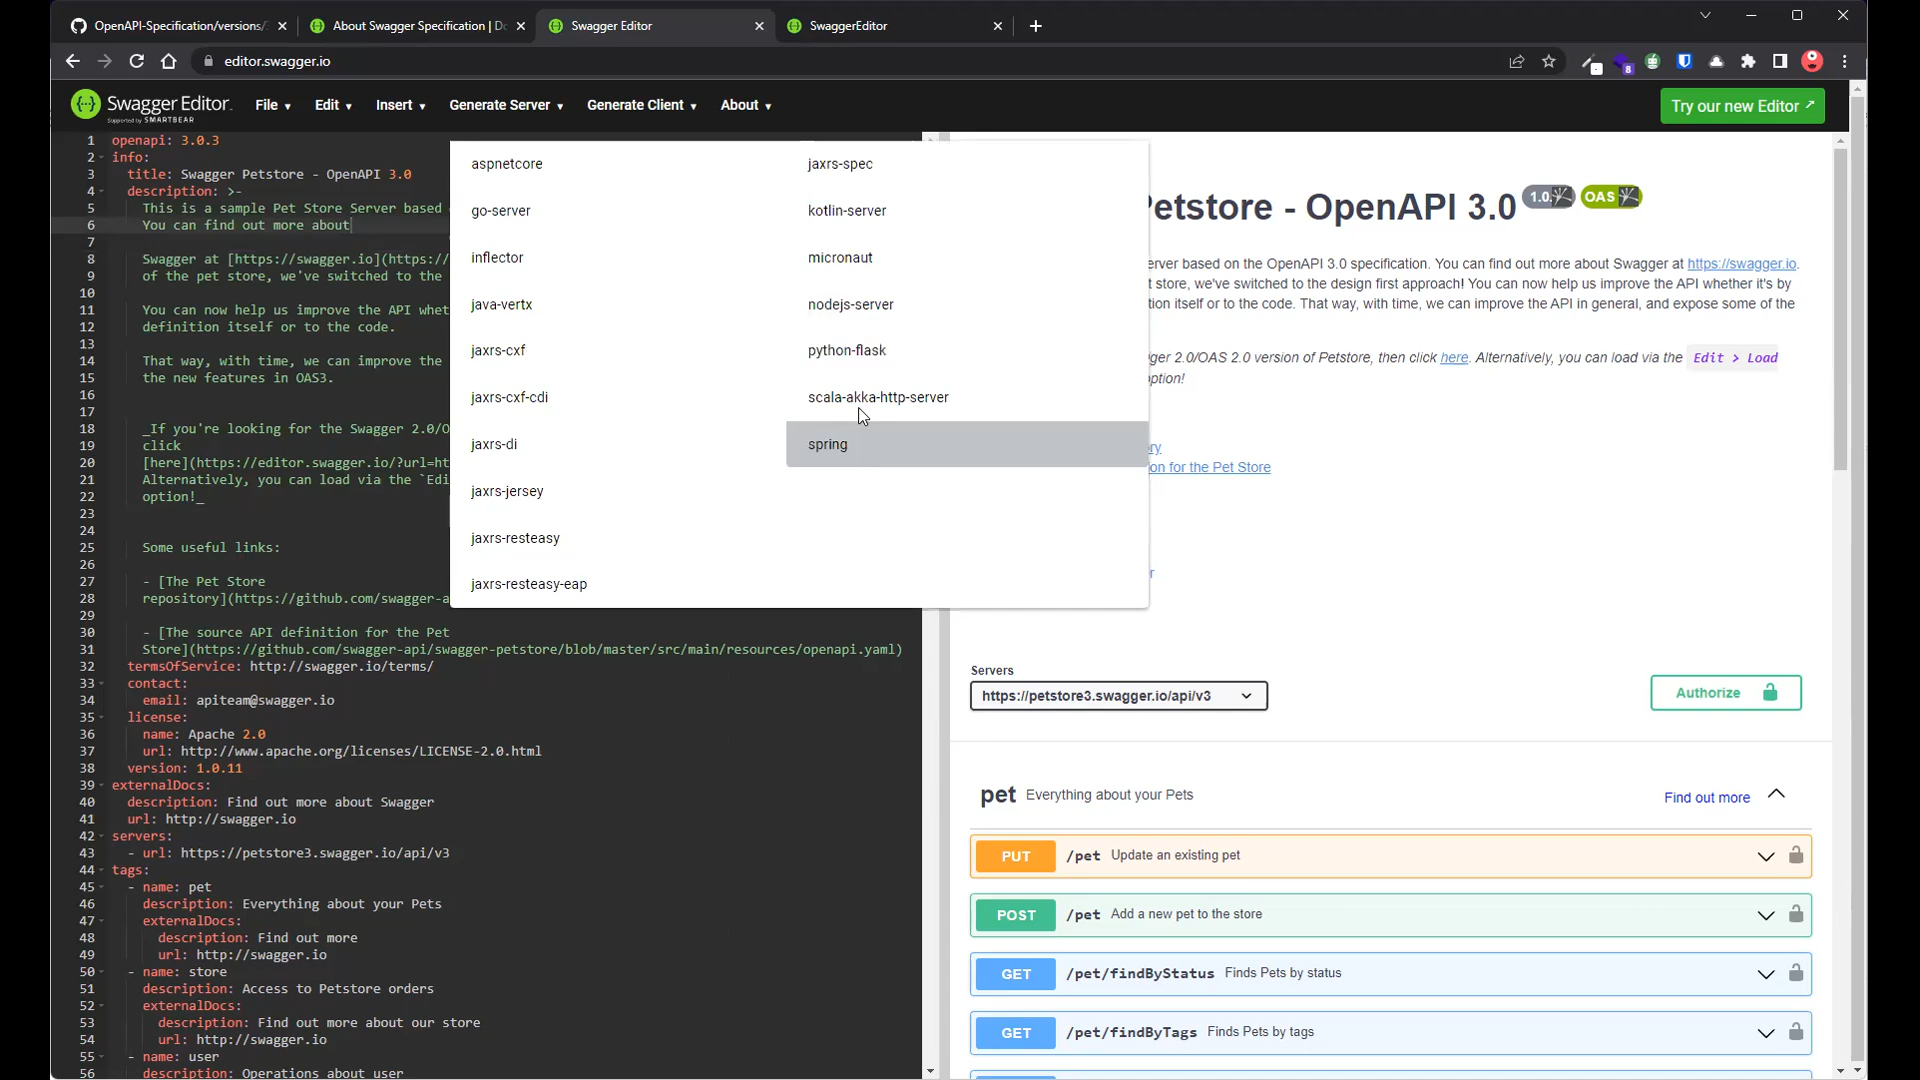 OpenAPI-Specification/versions/
About Swagger Specification | Do
Swagger Editor
SwaggerEditor
editor.swagger.io
8
Swagger Editor.
Supported by SMARTBEAR
File
Edit
Insert
Generate Server
Generate Client
About
Try our new Editor
1 openapi: 3.0.3
2 info:
3 title: Swagger Petstore - OpenAPI 3.0
4 description: >-
5 This is a sample Pet Store Server based
6 You can find out more about
7
8 Swagger at [https://swagger.io](https://
9 of the pet store, we've switched to the
10
11 You can now help us improve the API whet
12 definition itself or to the code.
13
14 That way, with time, we can improve the
15 the new features in OAS3.
16
17
18 _If you're looking for the Swagger 2.0/O
19 click
20 [here](https://editor.swagger.io/?url=ht
21 Alternatively, you can load via the `Edi
22 option!_
23
24
25 Some useful links:
26
27 - [The Pet Store
28 repository](https://github.com/swagger-a
29
30 - [The source API definition for the Pet
31 Store](https://github.com/swagger-api/swagger-petstore/blob/master/src/main/resources/openapi.yaml)
32 termsOfService: http://swagger.io/terms/
33 contact:
34 email: apiteam@swagger.io
35 license:
36 name: Apache 2.0
37 url: http://www.apache.org/licenses/LICENSE-2.0.html
38 version: 1.0.11
39 externalDocs:
40 description: Find out more about Swagger
41 url: http://swagger.io
42 servers:
43 - url: https://petstore3.swagger.io/api/v3
44 tags:
45 - name: pet
46 description: Everything about your Pets
47 externalDocs:
48 description: Find out more
49 url: http://swagger.io
50 - name: store
51 description: Access to Petstore orders
52 externalDocs:
53 description: Find out more about our store
54 url: http://swagger.io
55 - name: user
56 description: Operations about user
aspnetcore
go-server
inflector
java-vertx
jaxrs-cxf
jaxrs-cxf-cdi
jaxrs-di
jaxrs-jersey
jaxrs-resteasy
jaxrs-resteasy-eap
jaxrs-spec
kotlin-server
micronaut
nodejs-server
python-flask
scala-akka-http-server
spring
Petstore - OpenAPI 3.0
1.0.
OAS
erver based on the OpenAPI 3.0 specification. You can find out more about Swagger at https://swagger.io.
t store, we've switched to the design first approach! You can now help us improve the API whether it's by
tion itself or to the code. That way, with time, we can improve the API in general, and expose some of the
ger 2.0/OAS 2.0 version of Petstore, then click here. Alternatively, you can load via the Edit > Load
option!
ry
on for the Pet Store
r
Servers
https://petstore3.swagger.io/api/v3
Authorize
pet Everything about your Pets
Find out more
PUT /pet Update an existing pet
POST /pet Add a new pet to the store
GET /pet/findByStatus Finds Pets by status
GET /pet/findByTags Finds Pets by tags